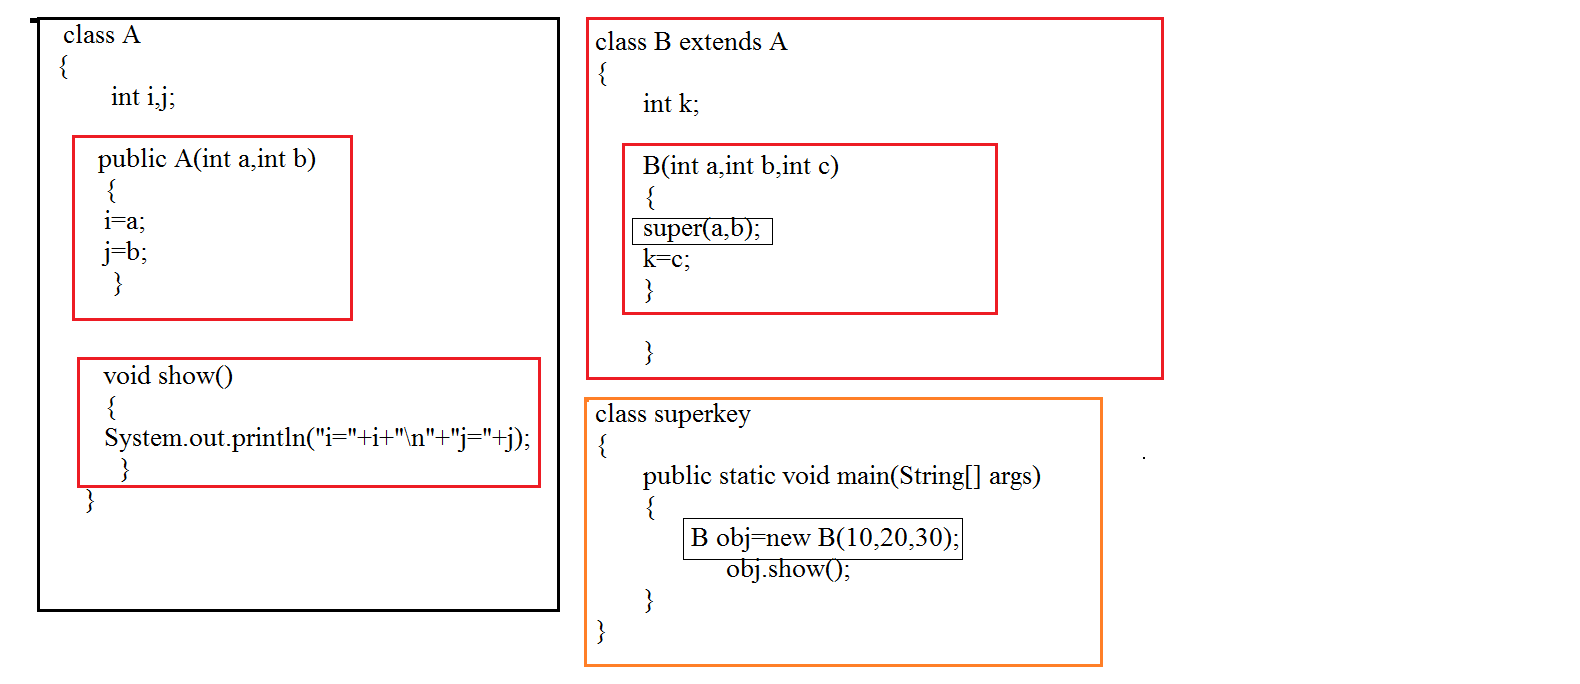 class A
{
int i,j;
public A(int a,int b)
{
i=a;
j=b;
}
void show()
{
System.out.println("i="+i+"\n"+"j="+j);
}
}
class B extends A
{
int k;
B(int a,int b,int c)
{
super(a,b);
k=c;
}
}
class superkey
{
public static void main(String[] args)
{
B obj=new B(10,20,30);
obj.show();
}
}